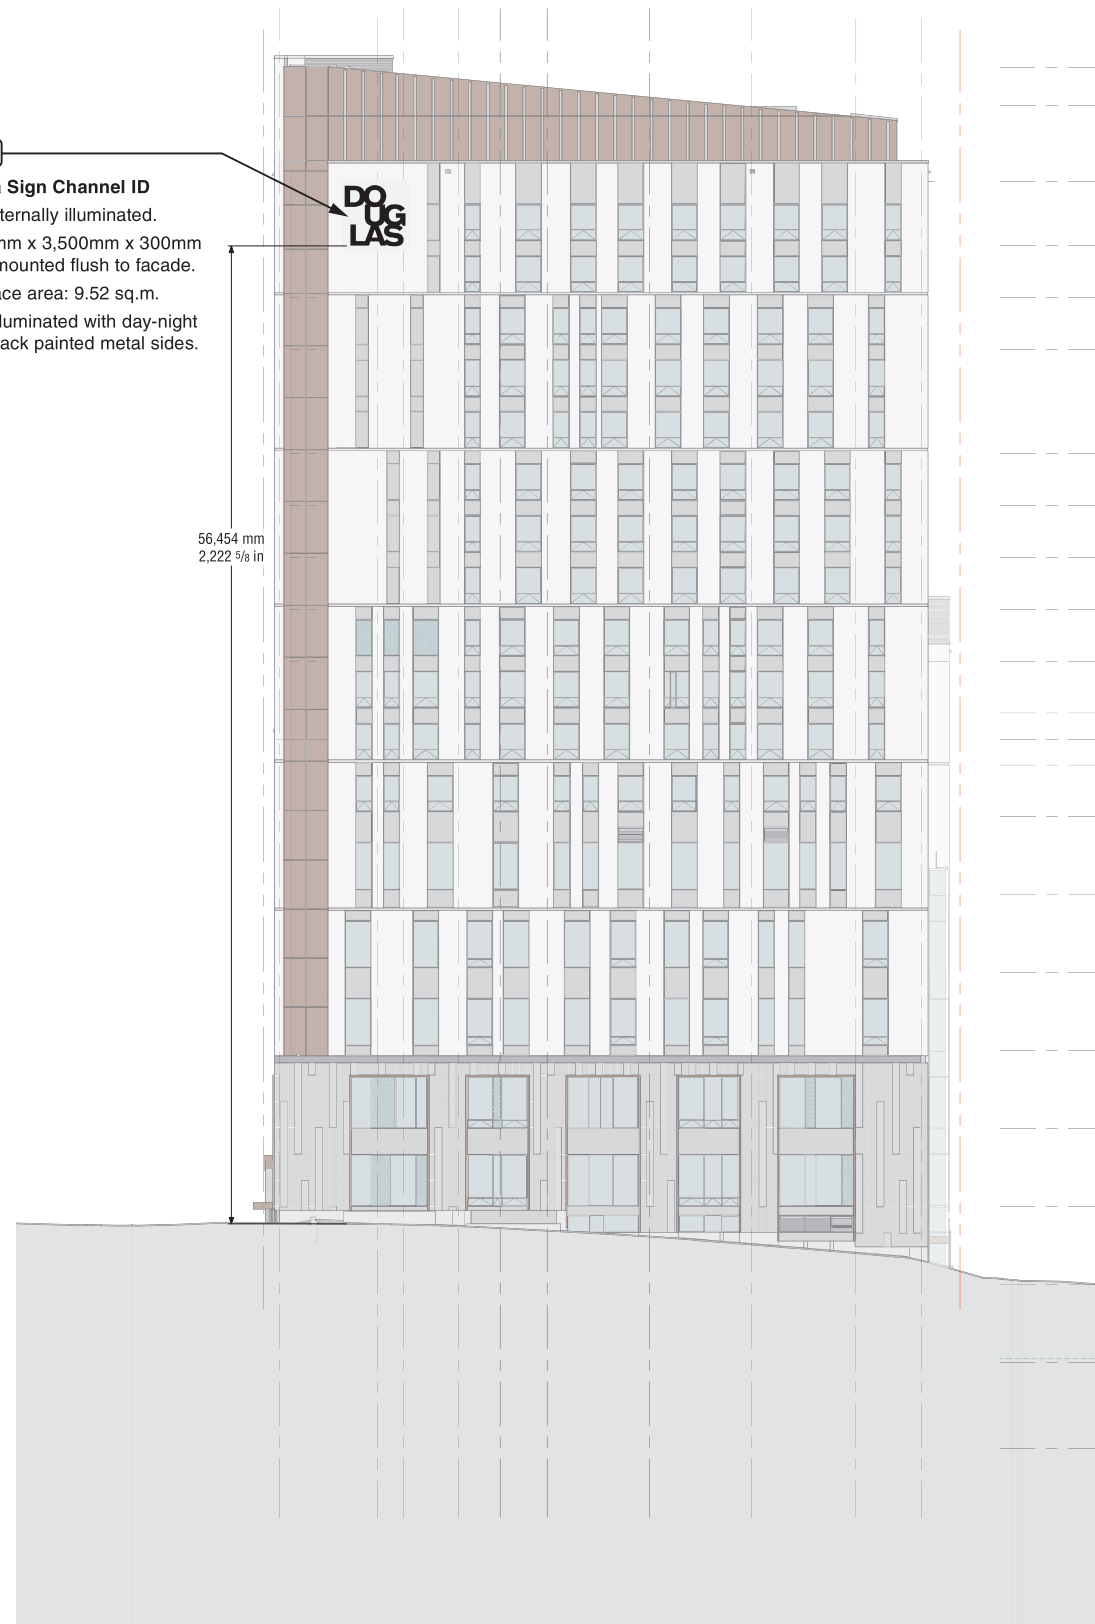 Sign Channel ID
ternally illuminated.
mm x 3,500mm x 300mm
mounted flush to facade.
ace area: 9.52 sq.m.
luminated with day-night
ack painted metal sides.
DO
UG
LAS
56,454 mm
2,222 5/8 in